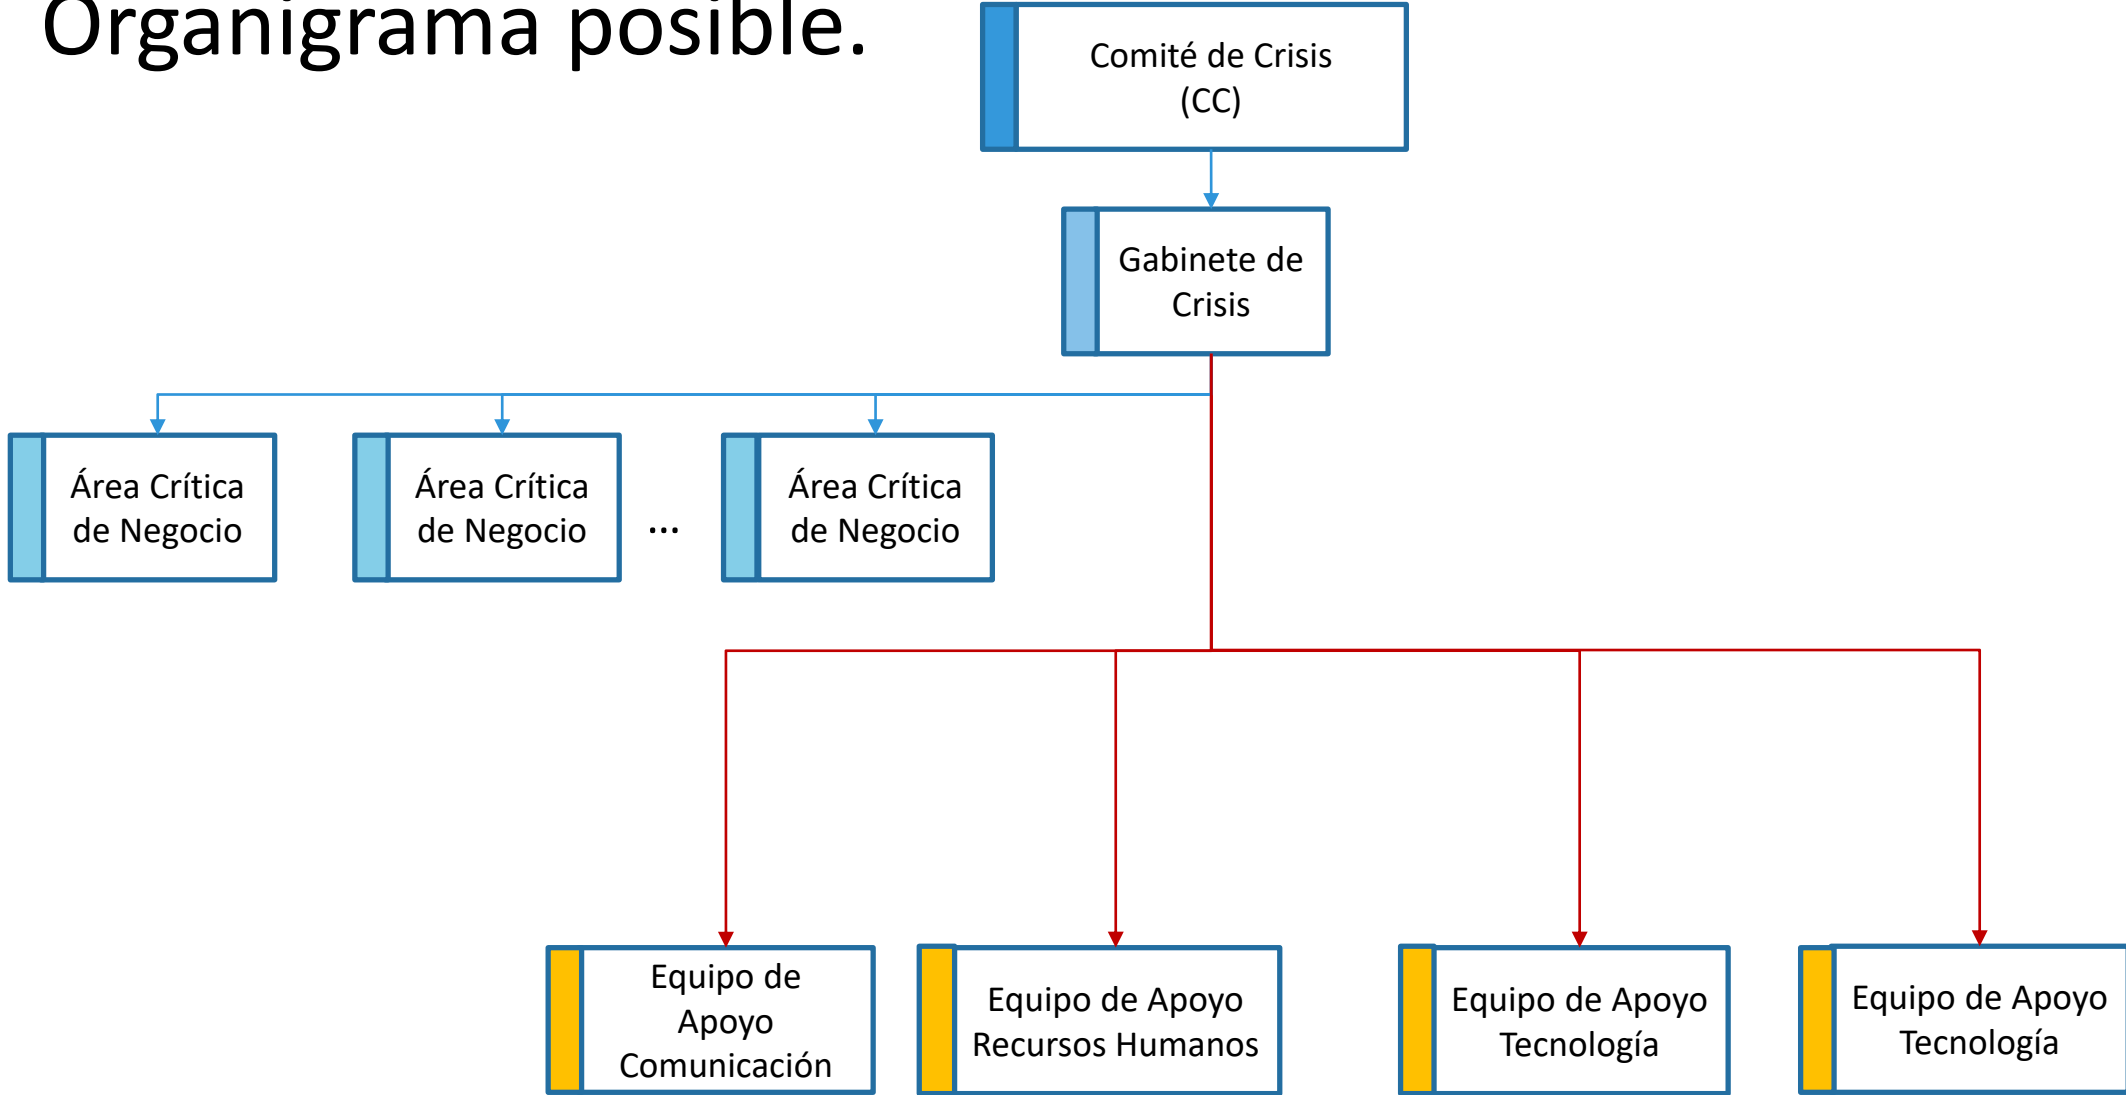 Organigrama posible.
Comité de Crisis
(CC)
Gabinete de
Crisis
Área Crítica
de Negocio
Área Crítica
de Negocio
...
Área Crítica
de Negocio
Equipo de
Apoyo
Comunicación
Equipo de Apoyo
Recursos Humanos
Equipo de Apoyo
Tecnología
Equipo de Apoyo
Tecnología